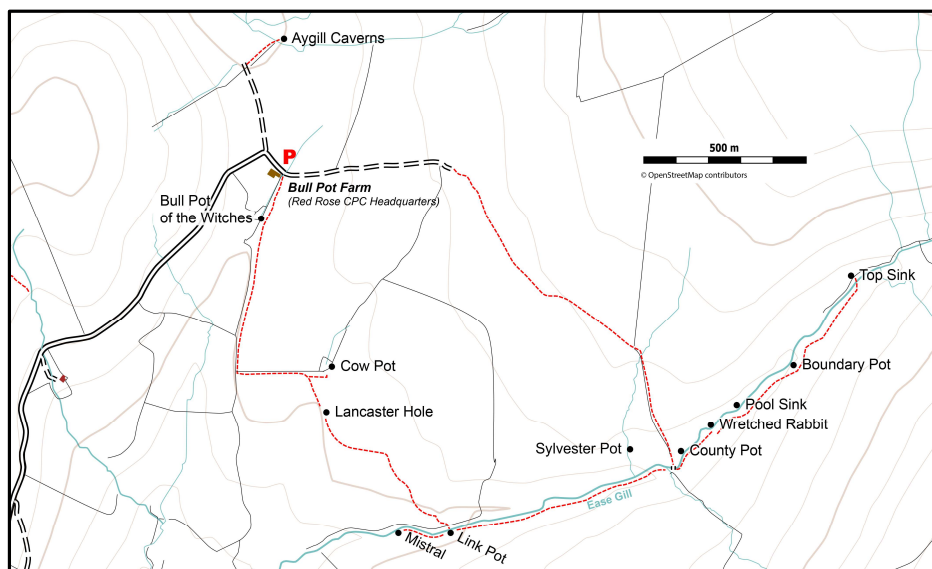 Aygill Caverns
P
500 m
© OpenStreetMap contributors
Bull Pot Farm
(Red Rose CPC Headquarters)
Bull Pot
of the Witches
Top Sink
Cow Pot
Boundary Pot
Lancaster Hole
Pool Sink
Wretched Rabbit
Sylvester Pot
County Pot
Ease Gill
Mistral
Link Pot